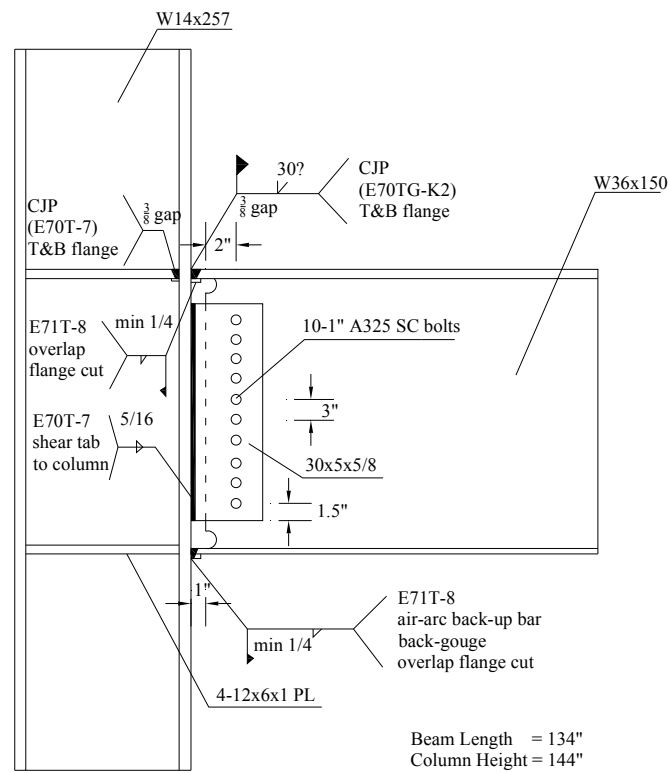 W14x257
30?
CJP
(E70TG-K2)
T&B flange
W36x150
CJP
(E70T-7)
T&B flange
3/8 gap
3/8 gap
2"
E71T-8
overlap
flange cut
min 1/4
10-1" A325 SC bolts
3"
E70T-7
shear tab
to column
5/16
30x5x5/8
1.5"
1"
E71T-8
air-arc back-up bar
back-gouge
overlap flange cut
min 1/4
4-12x6x1 PL
Beam Length = 134"
Column Height = 144"